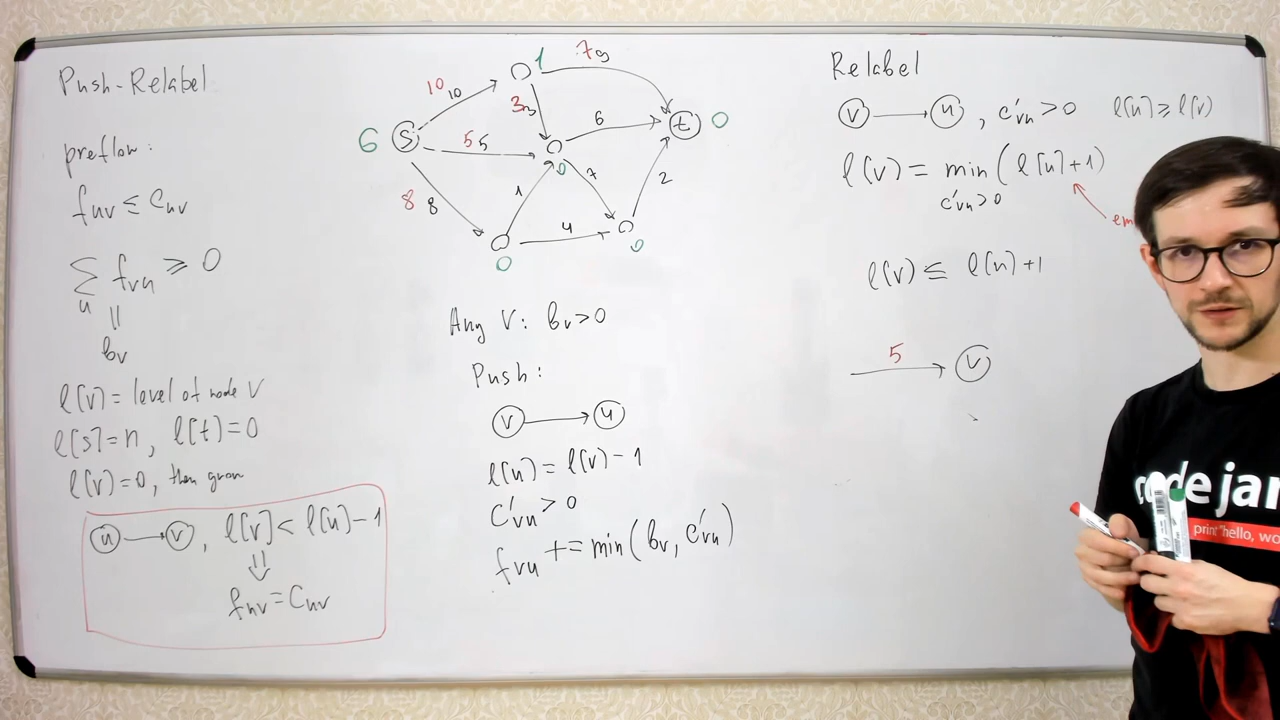 Push-Relabel
preflow:
f_uv ≤ c_uv
∑_u f_vu ≥ 0
||
b_v
l(v) = level of node V
l[s]=n, l(t)=0
l(v)=0, then grow
u → v, l[v] < l[u]-1
⇓
f_uv = C_uv
1
7 9
10 10
3 3
6
6
S
5 5
t
0
0
7
2
8 8
1
4
0
0
Any V: b_v > 0
Push:
v → u
l(u) = l(v) - 1
C'_vu > 0
f_vu += min(b_v, c'_vu)
Relabel
v → u, c'_vu > 0 l[u] ≥ l(v)
l(v) = min (l[u]+1)
c'_vu > 0
l(v) ≤ l(u)+1
5
v
code jam
print "hello, wo